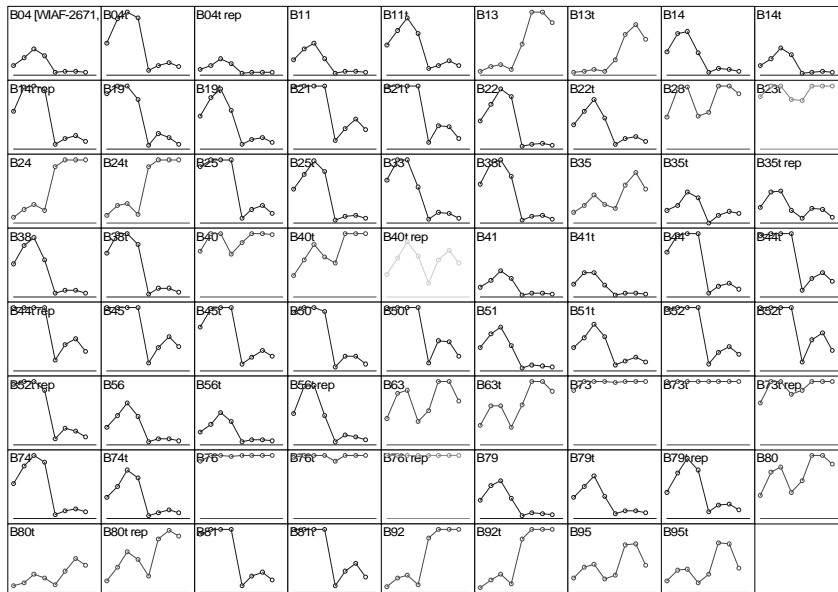 B04 [WIAF-2671, B04t B04t rep B11 B11t B13 B13t B14 B14t
B14t rep B19 B19t B21 B21t B22 B22t B23 B23t
B24 B24t B25 B25t B33 B33t B35 B35t B35t rep
B38 B38t B40 B40t B40t rep B41 B41t B44 B44t
B44t rep B45 B45t B50 B50t B51 B51t B52 B52t
B52t rep B56 B56t B56t rep B63 B63t B73 B73t B73t rep
B74 B74t B76 B76t B76t rep B79 B79t B79t rep B80
B80t B80t rep B81t B92 B92t B95 B95t